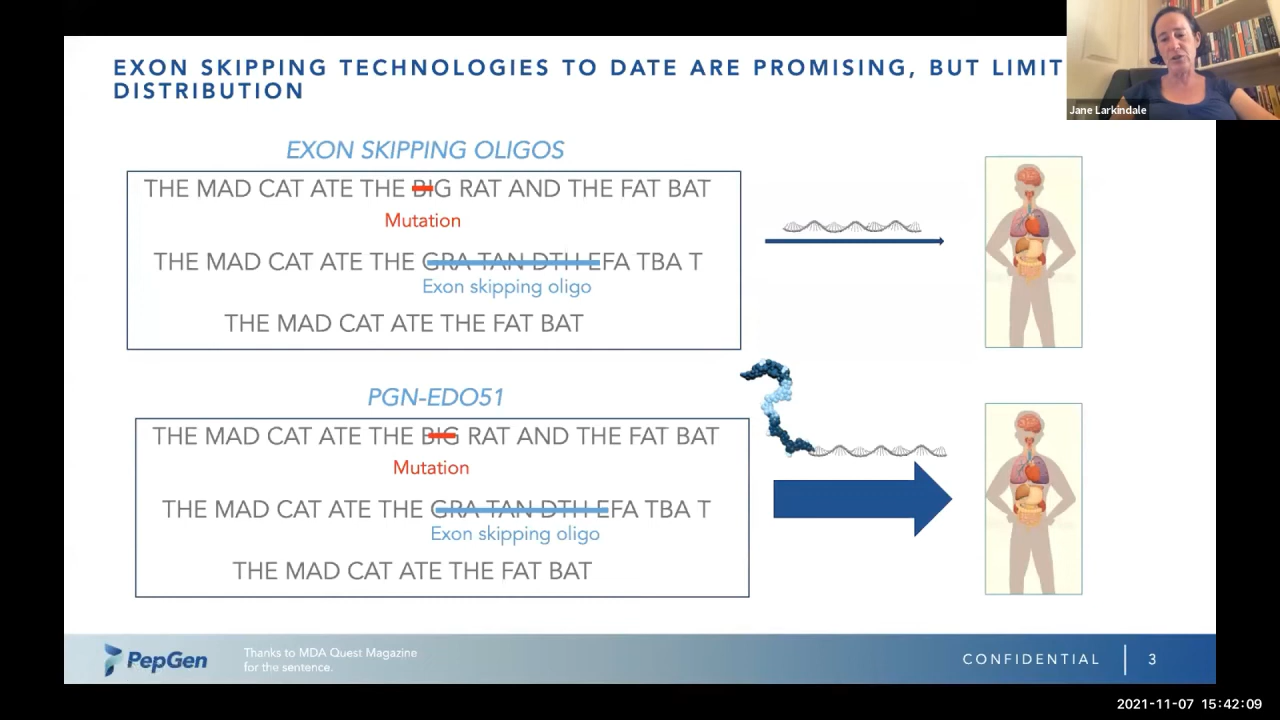 EXON SKIPPING TECHNOLOGIES TO DATE ARE PROMISING, BUT LIMIT
DISTRIBUTION
Jane Larkindale
EXON SKIPPING OLIGOS
THE MAD CAT ATE THE BIG RAT AND THE FAT BAT
Mutation
THE MAD CAT ATE THE GRA TAN DTH EFA TBA T
Exon skipping oligo
THE MAD CAT ATE THE FAT BAT
PGN-EDO51
THE MAD CAT ATE THE BIG RAT AND THE FAT BAT
Mutation
THE MAD CAT ATE THE GRA TAN DTH EFA TBA T
Exon skipping oligo
THE MAD CAT ATE THE FAT BAT
PepGen
Thanks to MDA Quest Magazine
for the sentence.
CONFIDENTIAL
3
2021-11-07 15:42:09